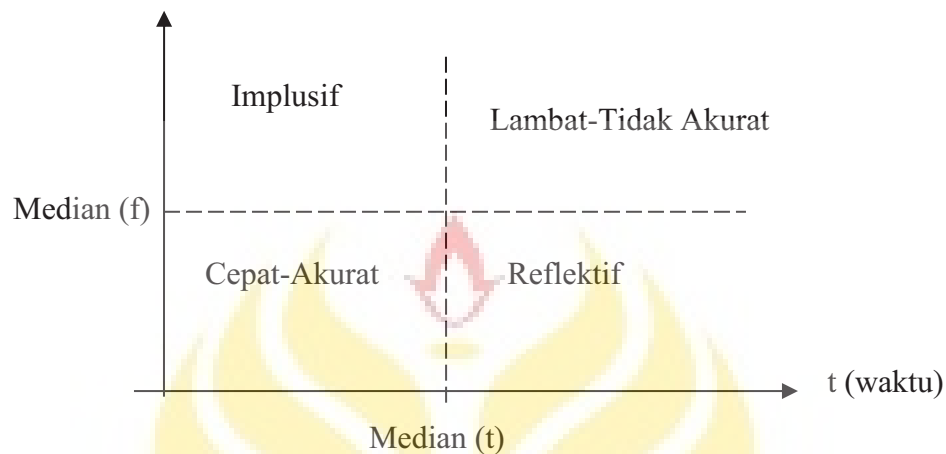 Implusif
Lambat-Tidak Akurat
Median (f)
Cepat-Akurat
Reflektif
t (waktu)
Median (t)